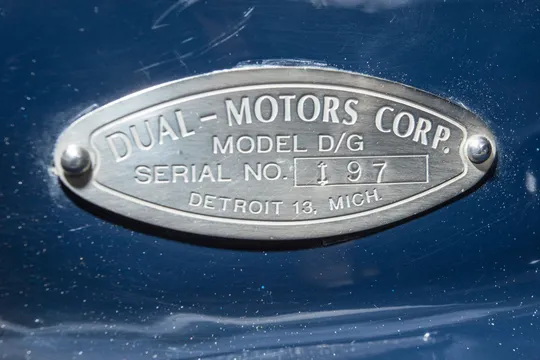 DUAL-MOTORS CORP.
MODEL D/G
SERIAL NO. 197
DETROIT 13, MICH.